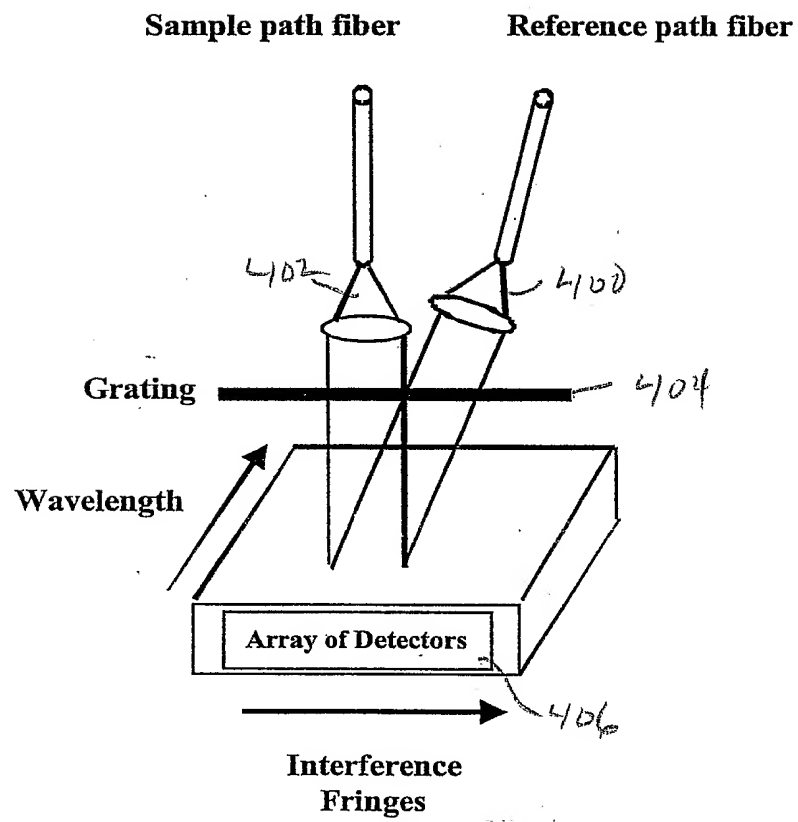 Sample path fiber
Reference path fiber
402
400
Grating
404
Wavelength
Array of Detectors
406
Interference
Fringes